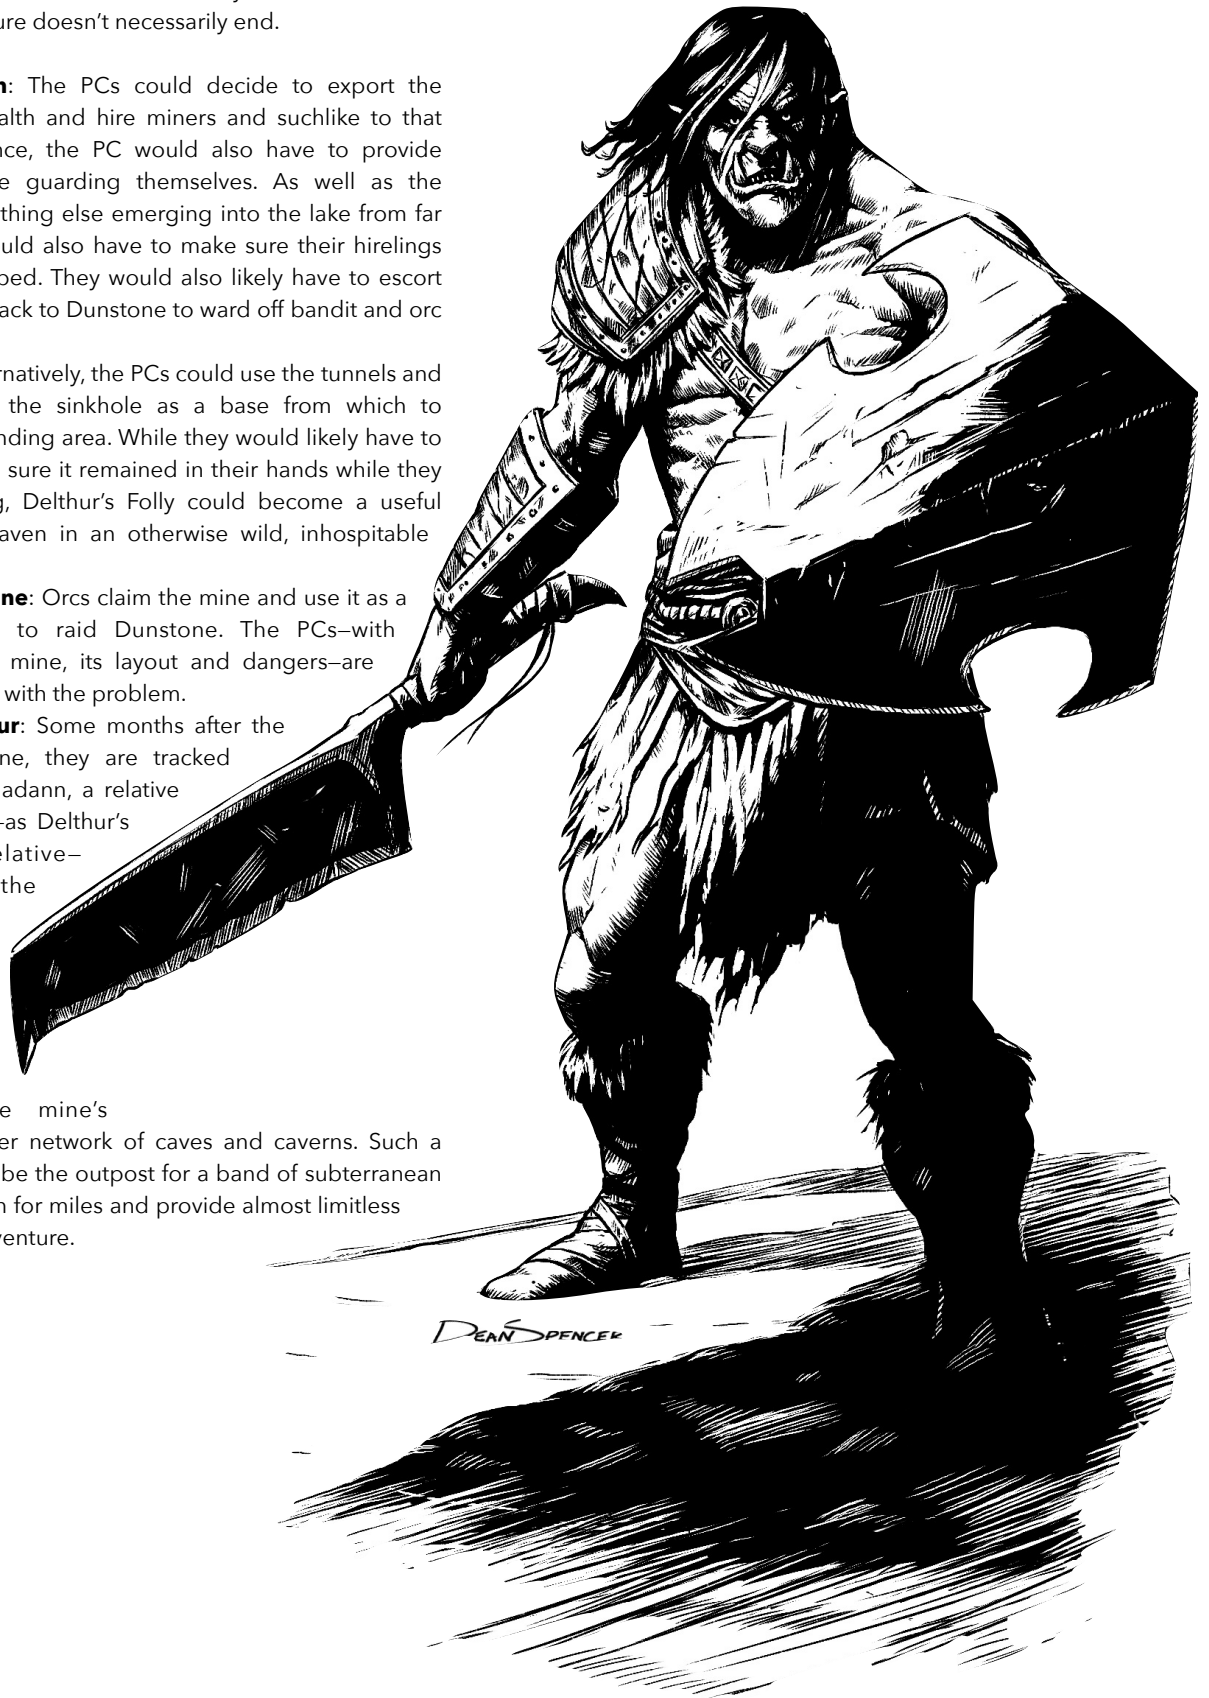 ure doesn't necessarily end.
: The PCs could decide to export the
alth and hire miners and suchlike to that
nce, the PC would also have to provide
e guarding themselves. As well as the
thing else emerging into the lake from far
uld also have to make sure their hirelings
ped. They would also likely have to escort
ack to Dunstone to ward off bandit and orc
rnatively, the PCs could use the tunnels and
the sinkhole as a base from which to
nding area. While they would likely have to
sure it remained in their hands while they
g, Delthur's Folly could become a useful
aven in an otherwise wild, inhospitable
ne: Orcs claim the mine and use it as a
to raid Dunstone. The PCs—with
mine, its layout and dangers—are
with the problem.
ur: Some months after the
ne, they are tracked
adann, a relative
–as Delthur's
elative—
the
e mine's
er network of caves and caverns. Such a
be the outpost for a band of subterranean
n for miles and provide almost limitless
venture.
Dean Spencer